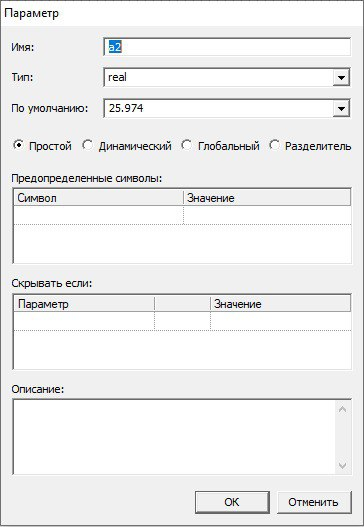 Параметр
Имя: a2
Тип: real
По умолчанию: 25.974
Простой Динамический Глобальный Разделитель
Предопределенные символы:
Символ Значение
Скрывать если:
Параметр Значение
Описание:
OK Отменить